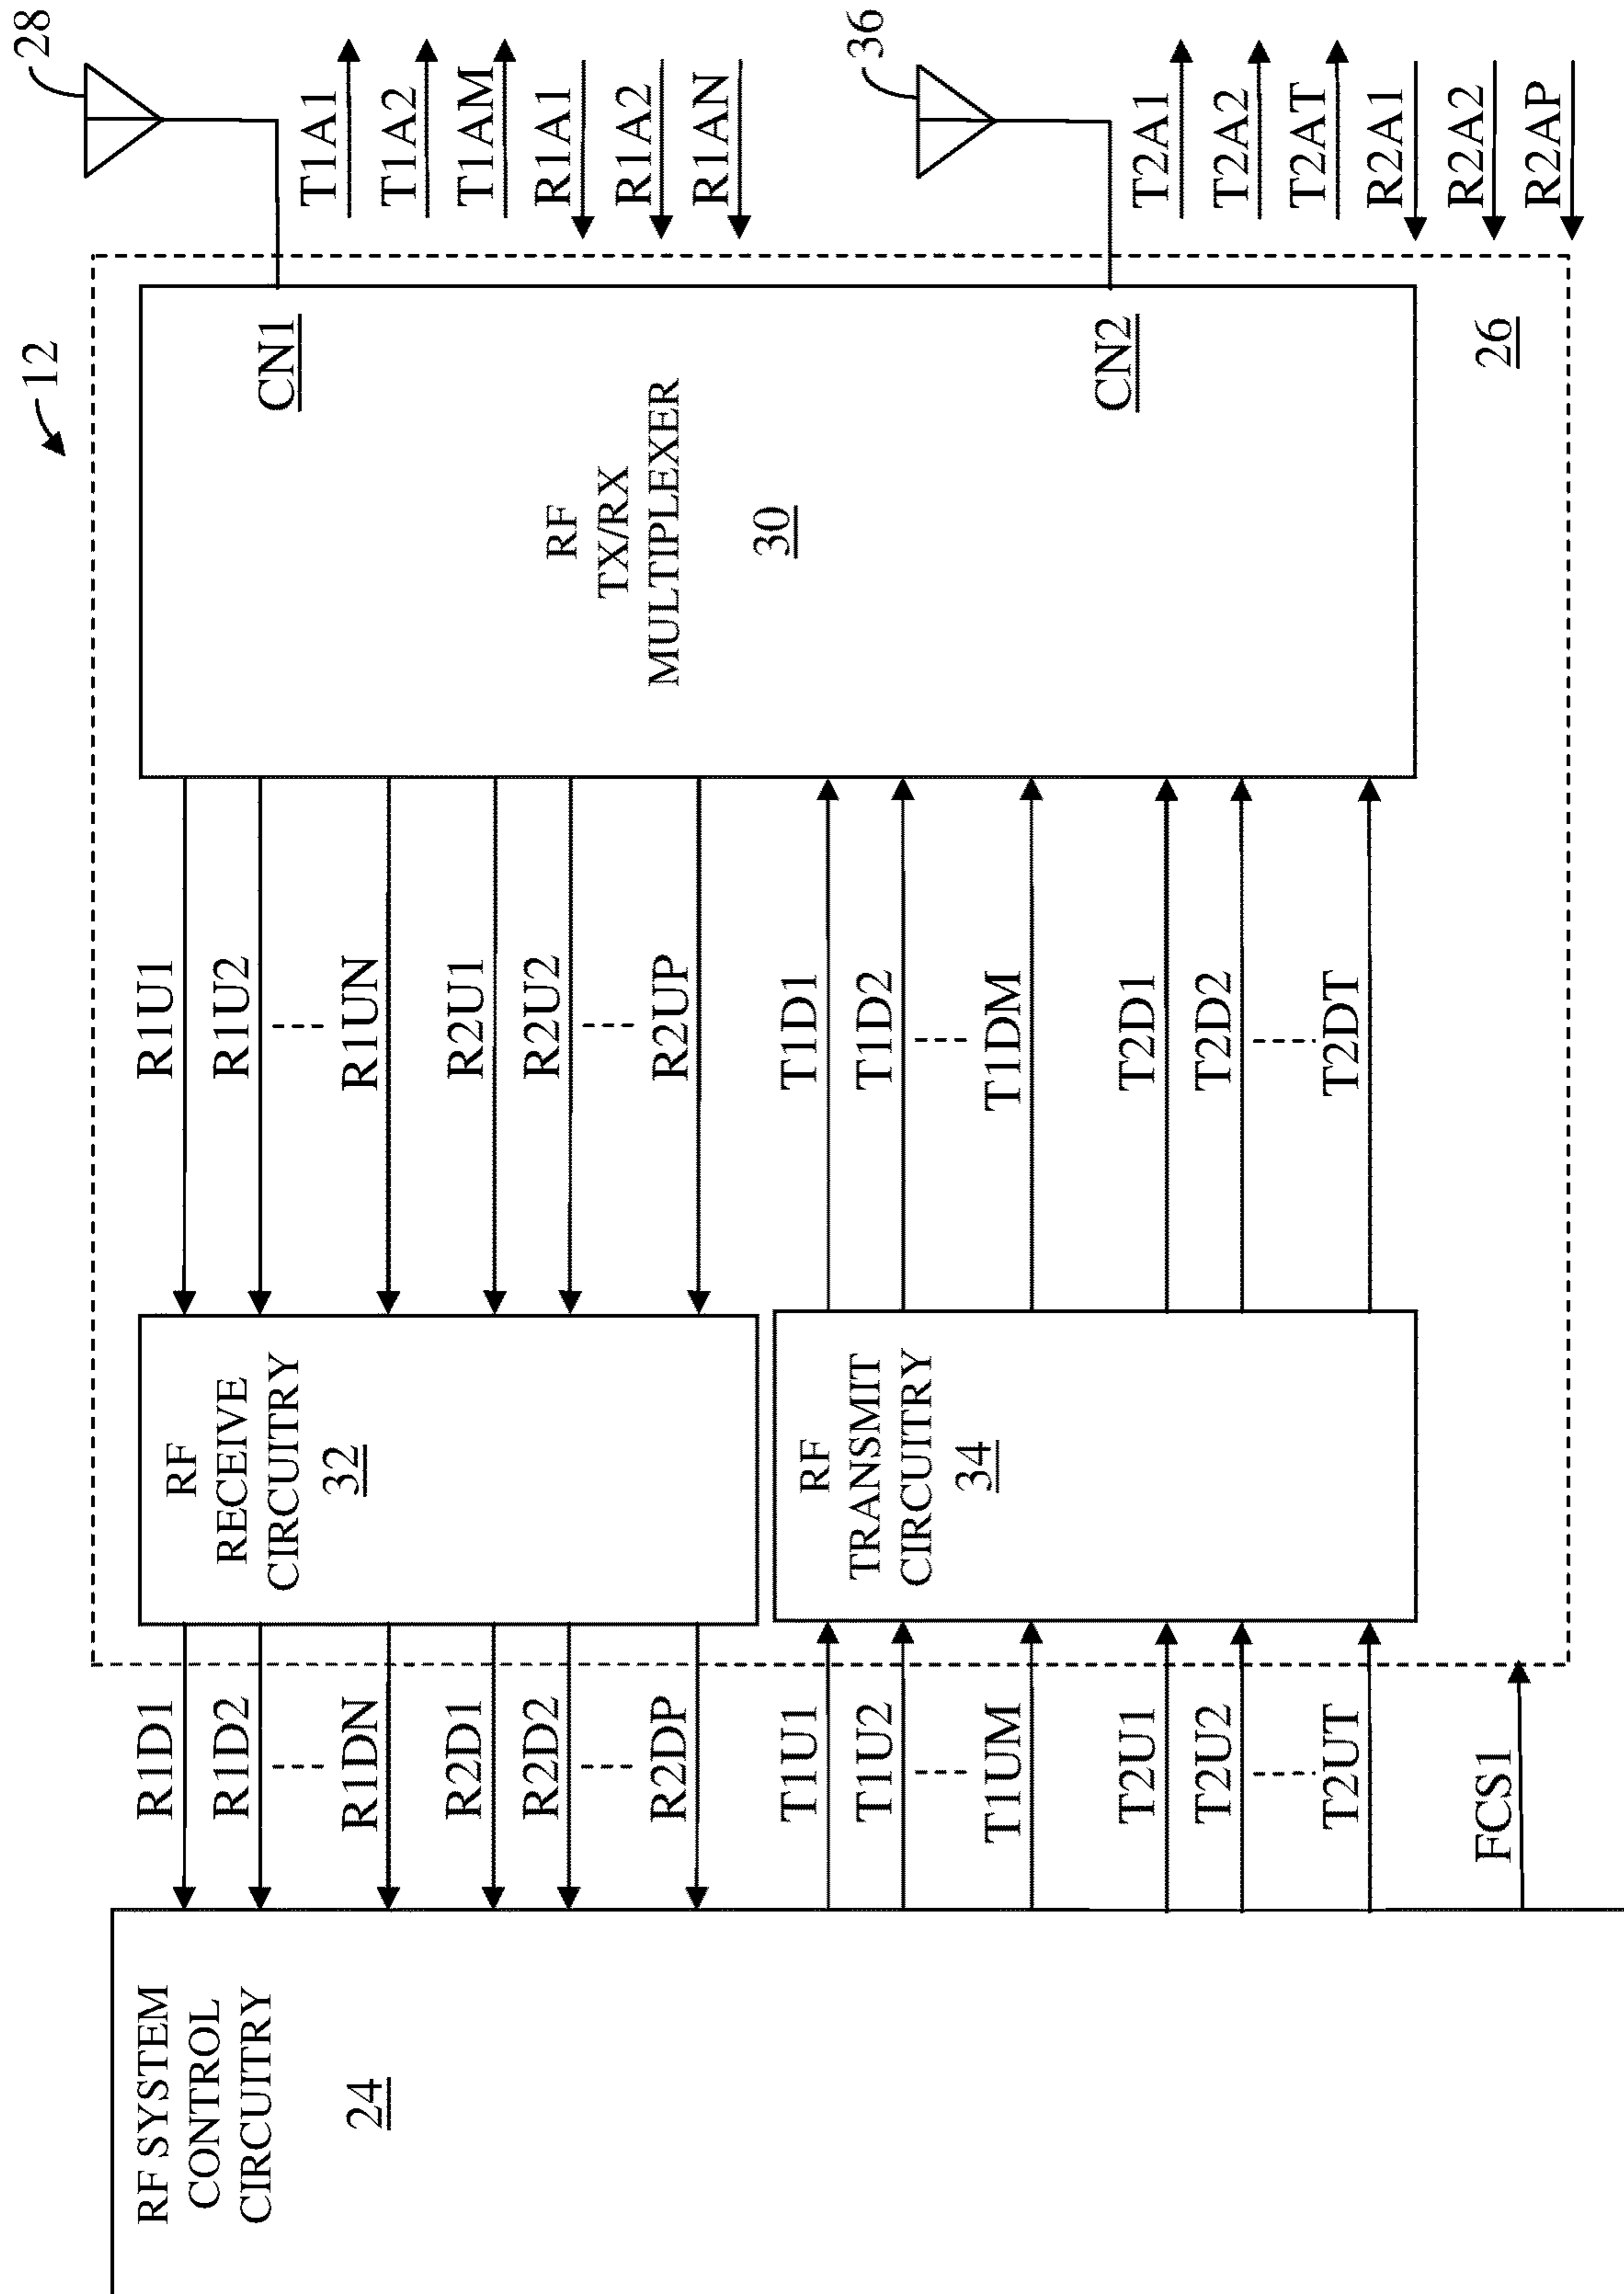 12
RF SYSTEM
CONTROL
CIRCUITRY
24
R1D1
R1D2
R1DN
R2D1
R2D2
R2DP
T1U1
T1U2
T1UM
T2U1
T2U2
T2UT
FCS1
RF
RECEIVE
CIRCUITRY
32
RF
TRANSMIT
CIRCUITRY
34
R1U1
R1U2
R1UN
R2U1
R2U2
R2UP
T1D1
T1D2
T1DM
T2D1
T2D2
T2DT
RF
TX/RX
MULTIPLEXER
30
CN1
CN2
26
28
T1A1
T1A2
T1AM
R1A1
R1A2
R1AN
36
T2A1
T2A2
T2AT
R2A1
R2A2
R2AP